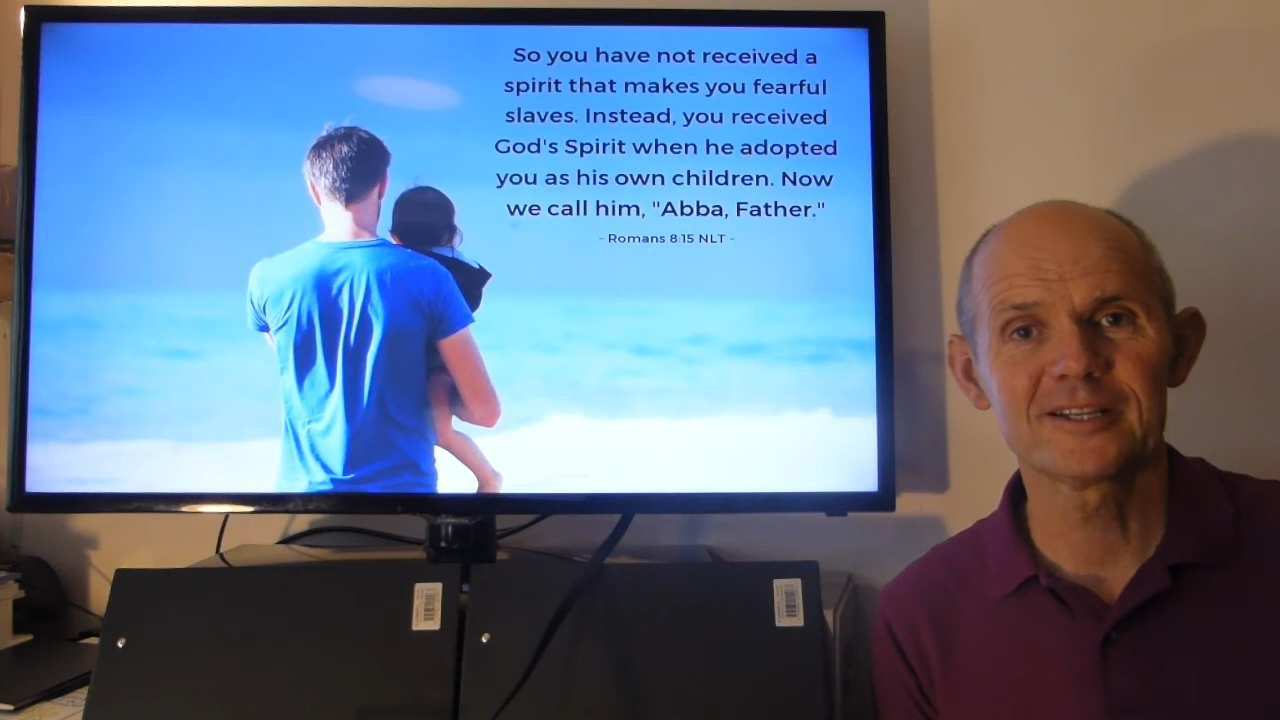 So you have not received a
spirit that makes you fearful
slaves. Instead, you received
God's Spirit when he adopted
you as his own children. Now
we call him, "Abba, Father."
- Romans 8:15 NLT -